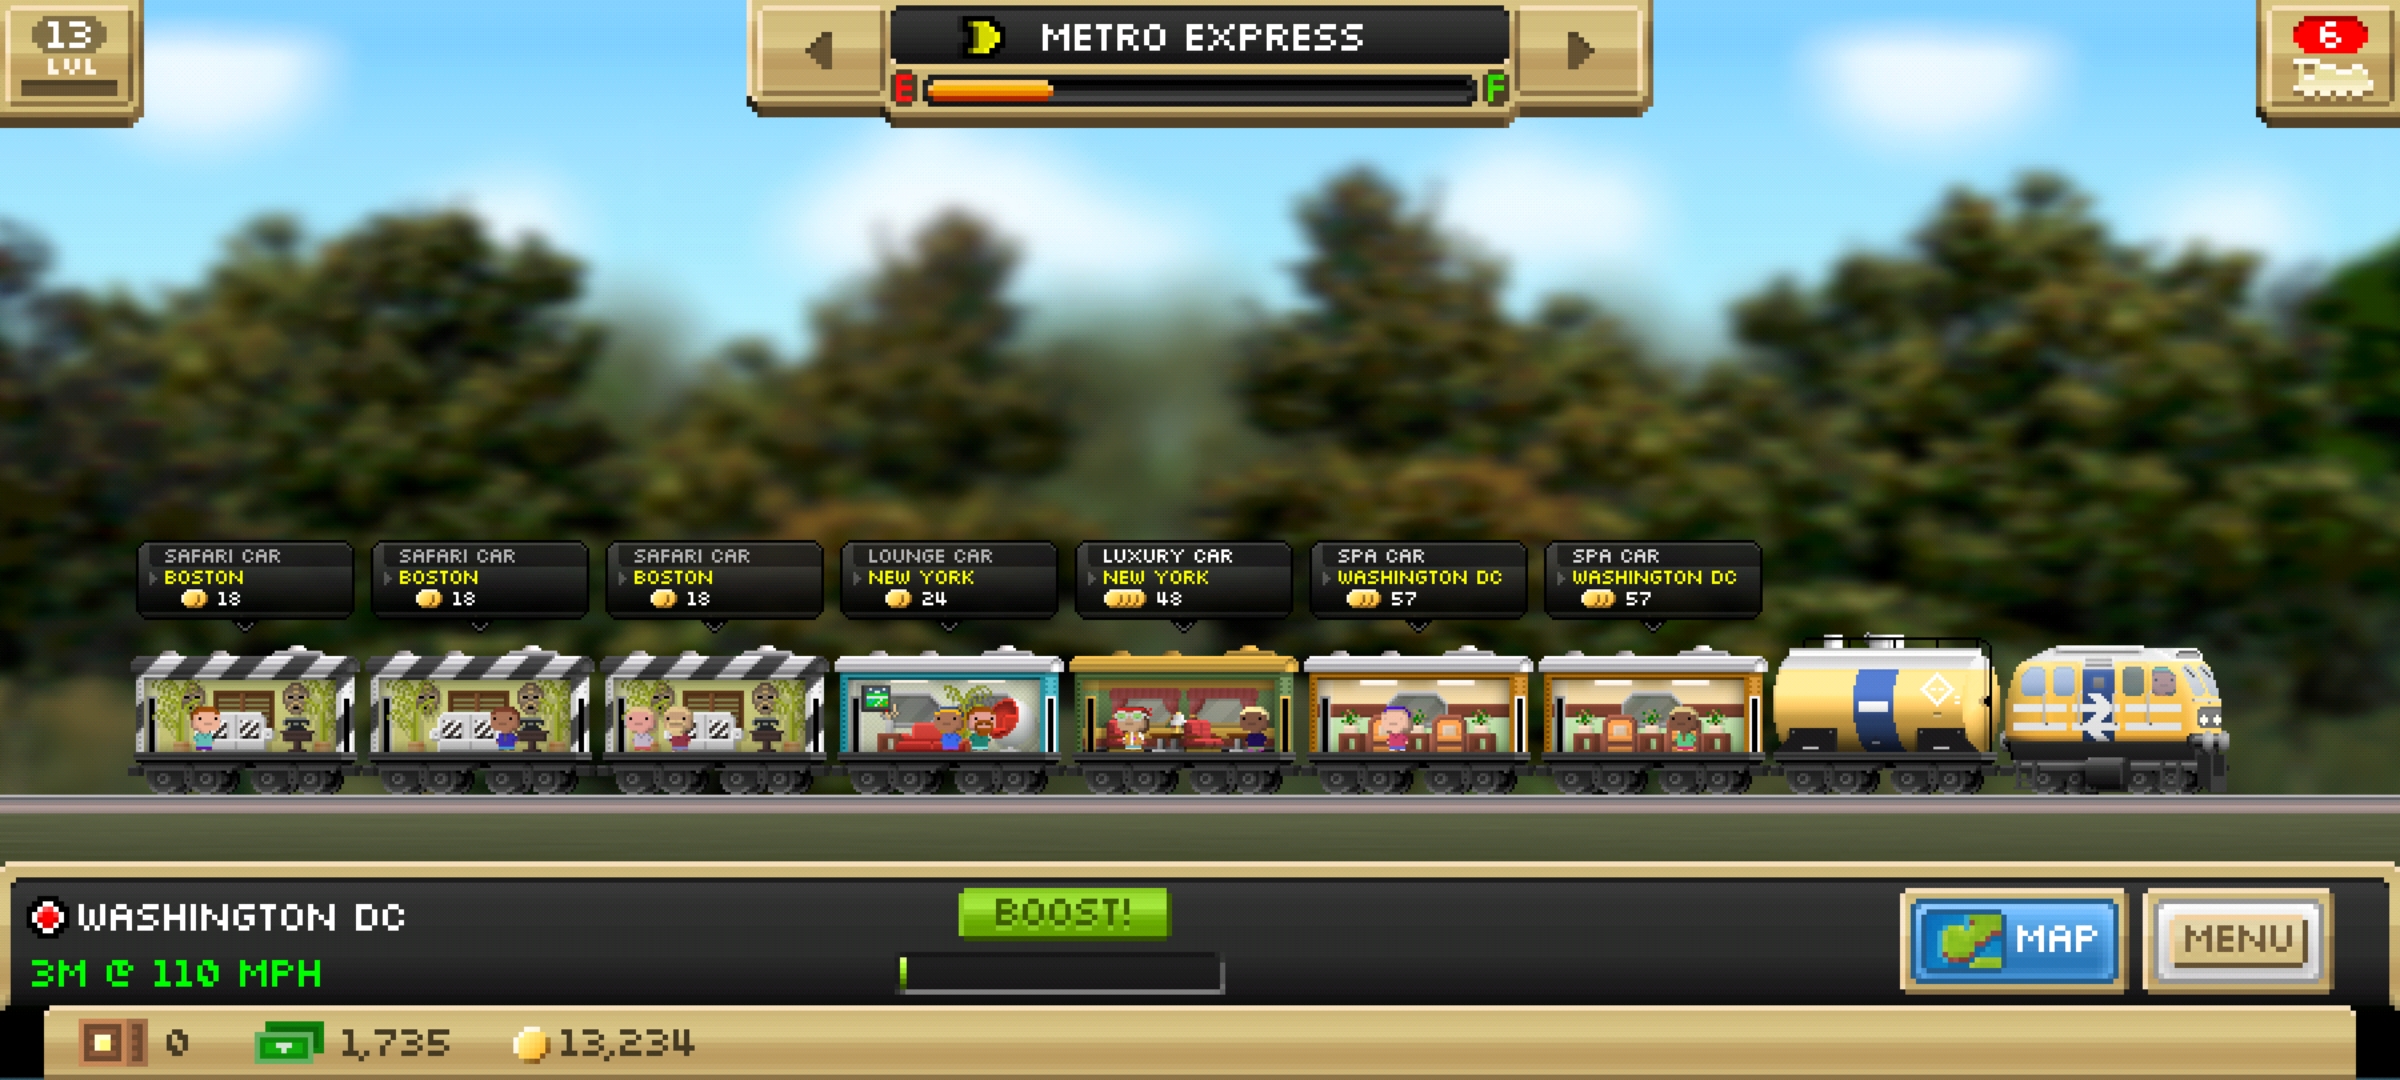 13
LVL
METRO EXPRESS
E F
6
SAFARI CAR
BOSTON
18
SAFARI CAR
BOSTON
18
SAFARI CAR
BOSTON
18
LOUNGE CAR
NEW YORK
24
LUXURY CAR
NEW YORK
48
SPA CAR
WASHINGTON DC
57
SPA CAR
WASHINGTON DC
57
WASHINGTON DC
3M @ 110 MPH
BOOST!
MAP
MENU
0
1,735
13,234